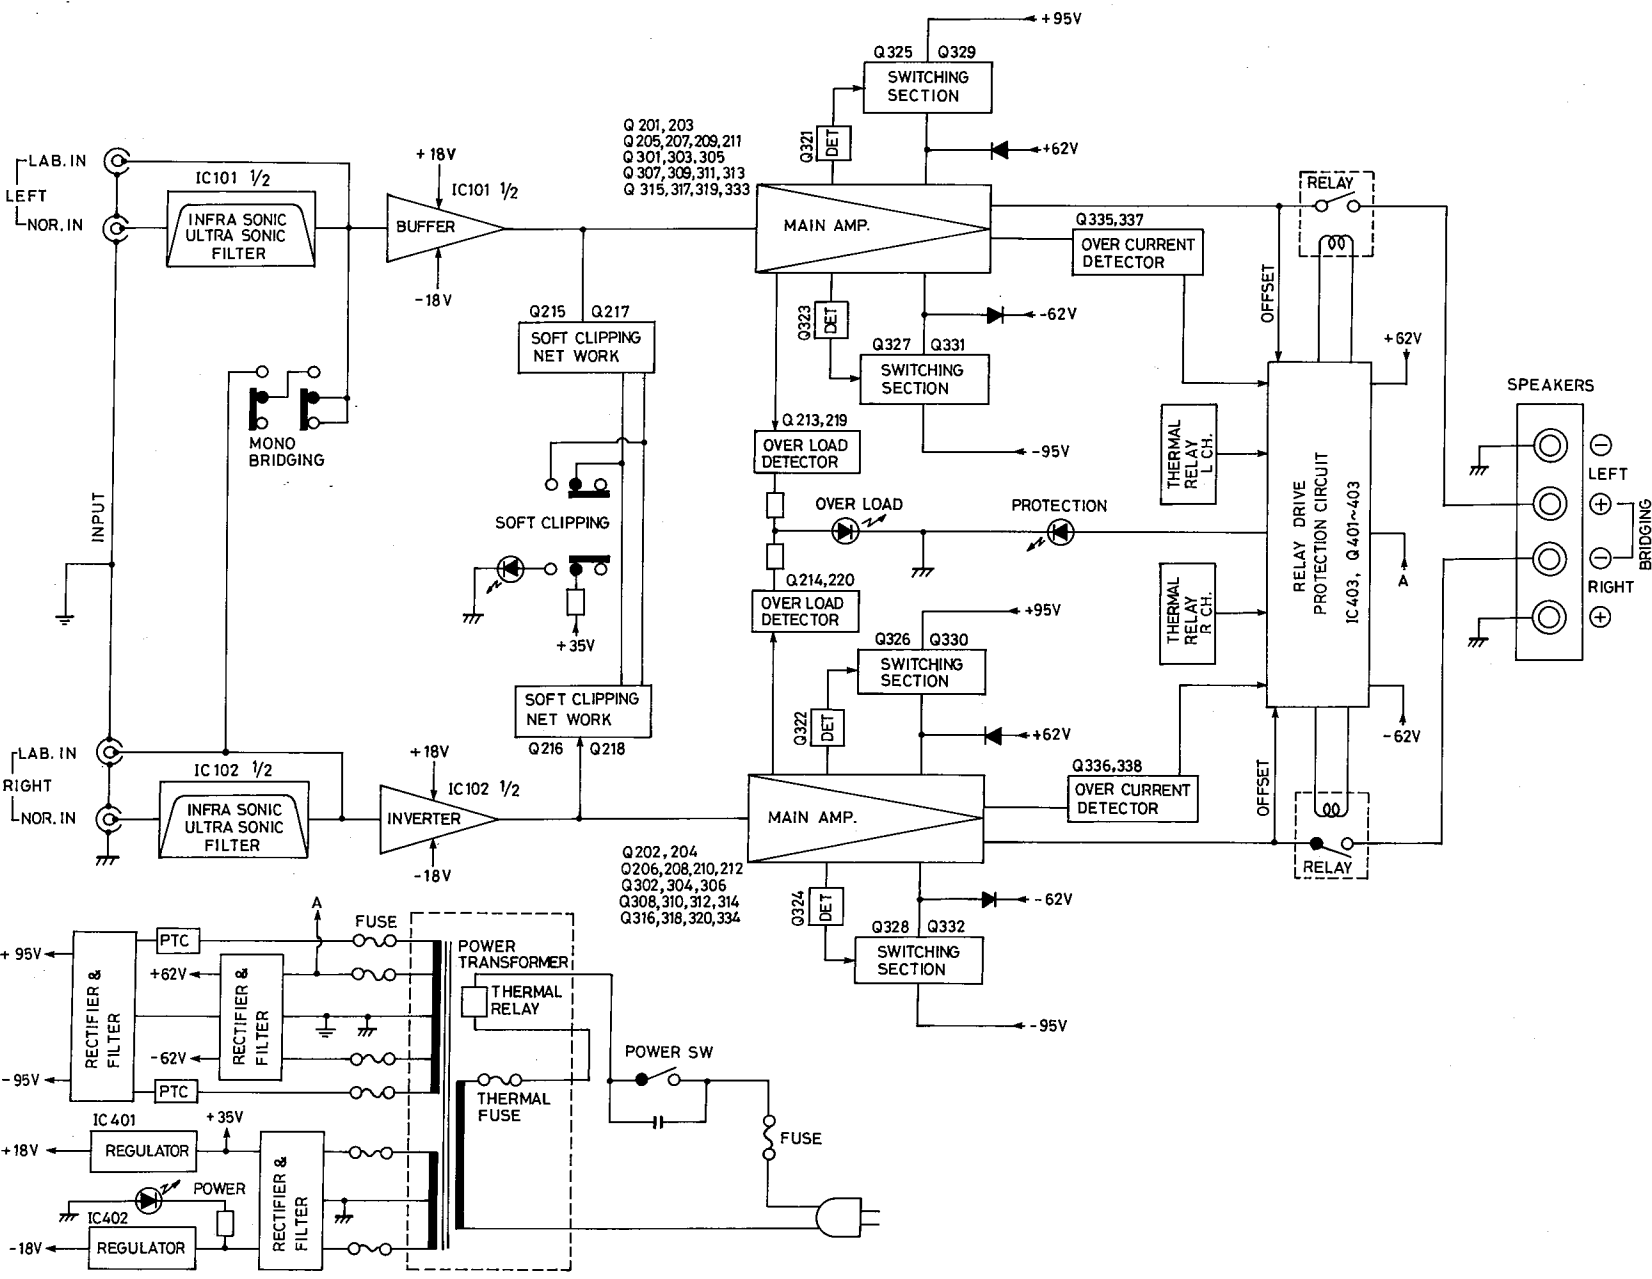 +95V
Q325 Q329
SWITCHING
SECTION
Q321
DET
+62V
Q 201,203
Q 205,207,209,211
Q 301,303.305
Q 307,309,311,313
Q 315,317,319,333
MAIN AMP.
LAB.IN
LEFT
NOR.IN
IC101 1/2
INFRA SONIC
ULTRA SONIC
FILTER
+18V
IC101 1/2
BUFFER
-18V
Q335,337
OVER CURRENT
DETECTOR
RELAY
OFFSET
Q215 Q217
SOFT CLIPPING
NET WORK
Q323
DET
-62V
Q327 Q331
SWITCHING
SECTION
-95V
+62V
MONO
BRIDGING
Q 213,219
OVER LOAD
DETECTOR
THERMAL
RELAY
L CH.
SPEAKERS
⊖
LEFT
⊕
⊖
RIGHT
⊕
BRIDGING
INPUT
SOFT CLIPPING
OVER LOAD
PROTECTION
RELAY DRIVE
PROTECTION CIRCUIT
IC403, Q401~403
A
+35V
Q214,220
OVER LOAD
DETECTOR
THERMAL
RELAY
R CH.
+95V
Q326 Q330
SWITCHING
SECTION
Q322
DET
+62V
-62V
SOFT CLIPPING
NET WORK
Q216 Q218
LAB.IN
RIGHT
NOR.IN
IC102 1/2
INFRA SONIC
ULTRA SONIC
FILTER
+18V
IC102 1/2
INVERTER
-18V
MAIN AMP.
Q336,338
OVER CURRENT
DETECTOR
OFFSET
RELAY
Q202,204
Q206,208,210,212
Q302,304,306
Q308,310,312,314
Q316,318,320,334
Q324
DET
-62V
Q328 Q332
SWITCHING
SECTION
-95V
A
FUSE
PTC
+95V
+62V
RECTIFIER &
FILTER
RECTIFIER &
FILTER
-62V
-95V
PTC
POWER
TRANSFORMER
THERMAL
RELAY
THERMAL
FUSE
POWER SW
FUSE
IC401
+35V
+18V
REGULATOR
RECTIFIER &
FILTER
POWER
IC402
-18V
REGULATOR